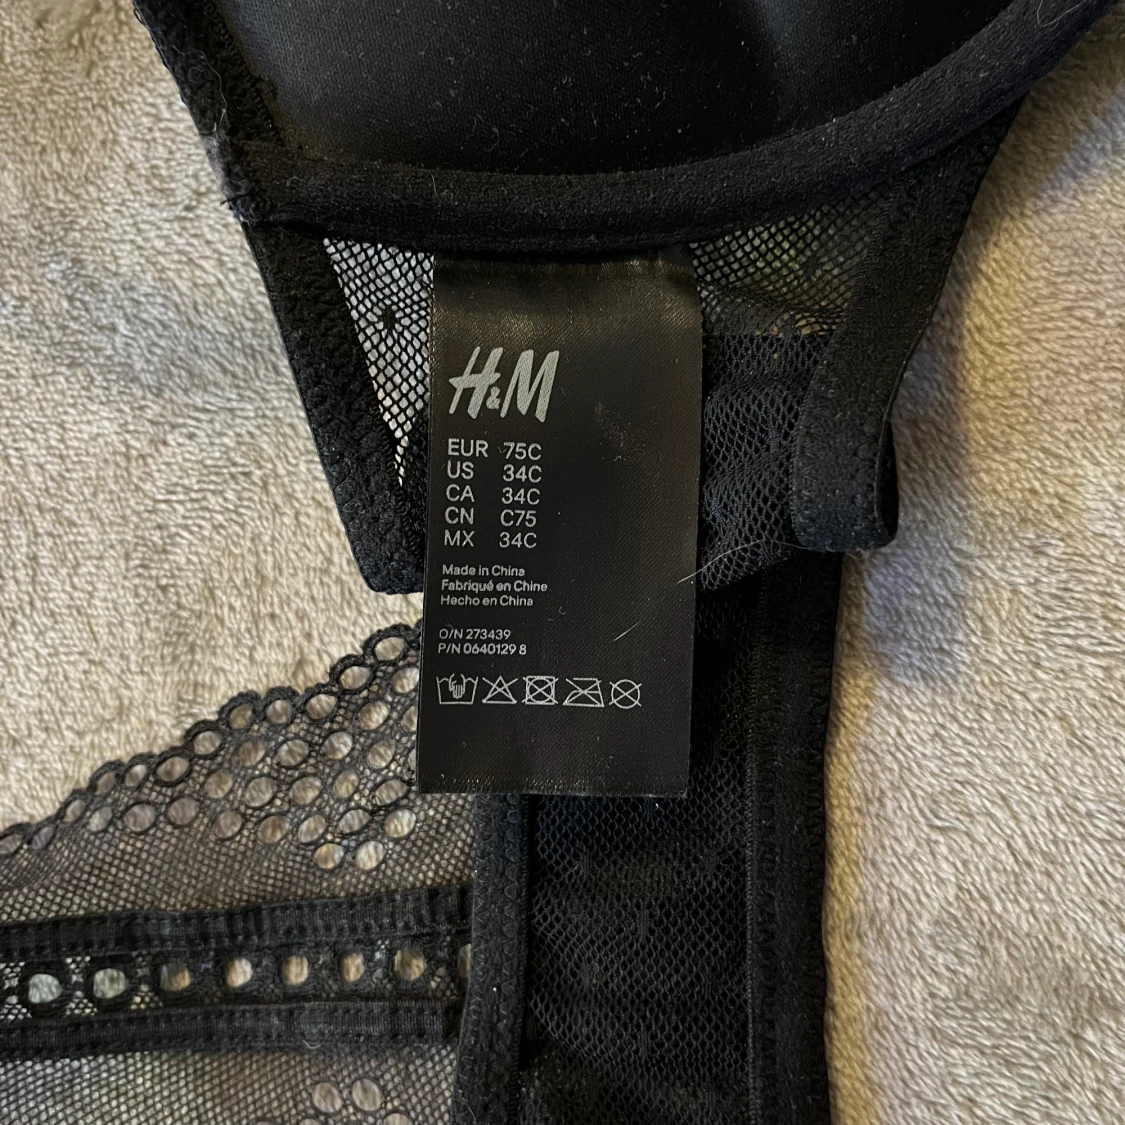 H&M
EUR 75C
US 34C
CA 34C
CN C75
MX 34C
Made in China
Fabriqué en Chine
Hecho en China
O/N 273439
P/N 0640129 8